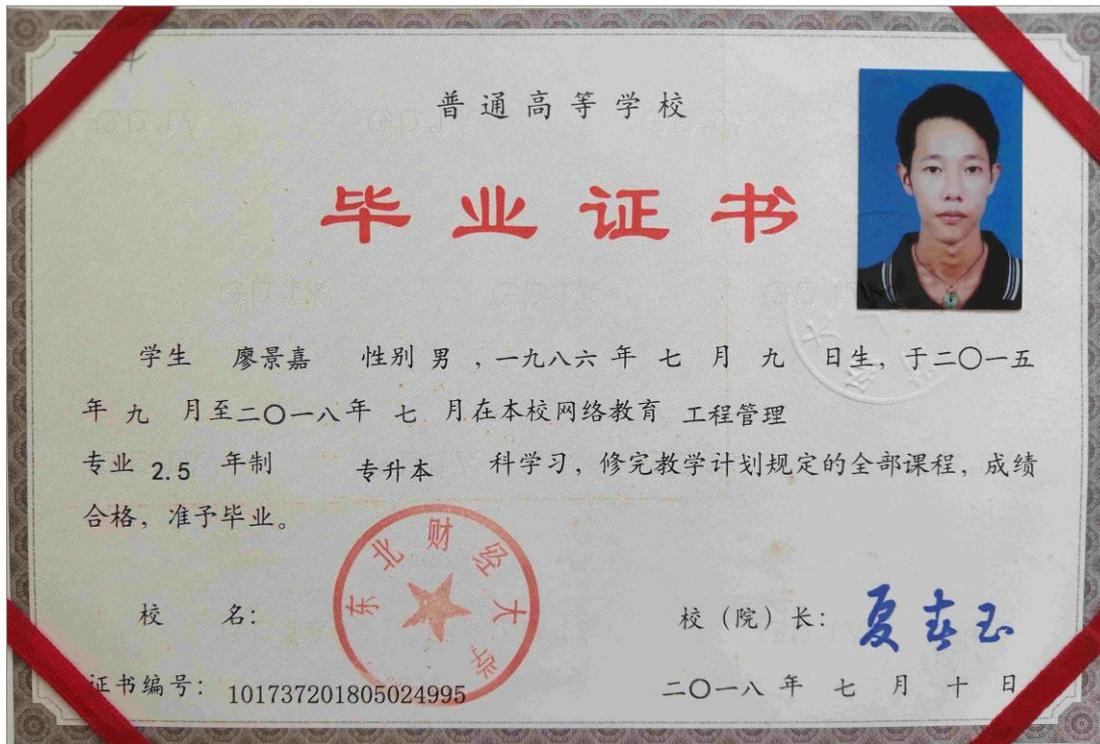 普通高等学校
毕业证书
学生 廖景嘉 性别 男 ，一九八六 年 七 月 九 日生，于二〇一五
年 九 月至二〇一八年 七 月在本校网络教育 工程管理
专业 2.5 年制 专升本 科学习，修完教学计划规定的全部课程，成绩
合格，准予毕业。
东北财经大学
校 名： 校（院）长： 夏春玉
证书编号： 101737201805024995 二〇一八 年 七 月 十 日